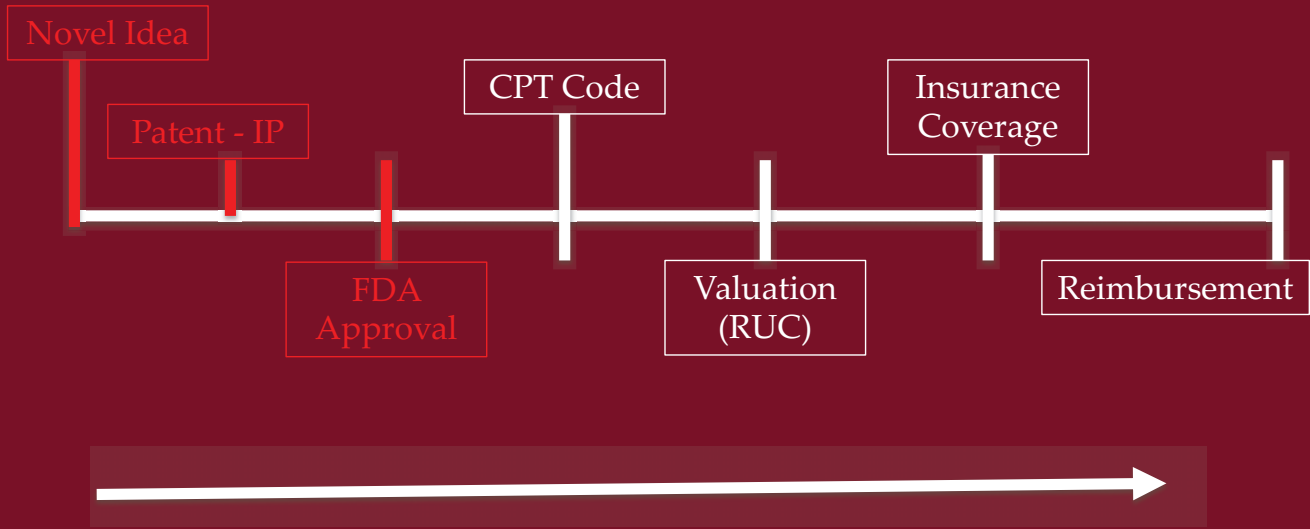 Novel Idea
Patent - IP
FDA
Approval
CPT Code
Valuation
(RUC)
Insurance
Coverage
Reimbursement